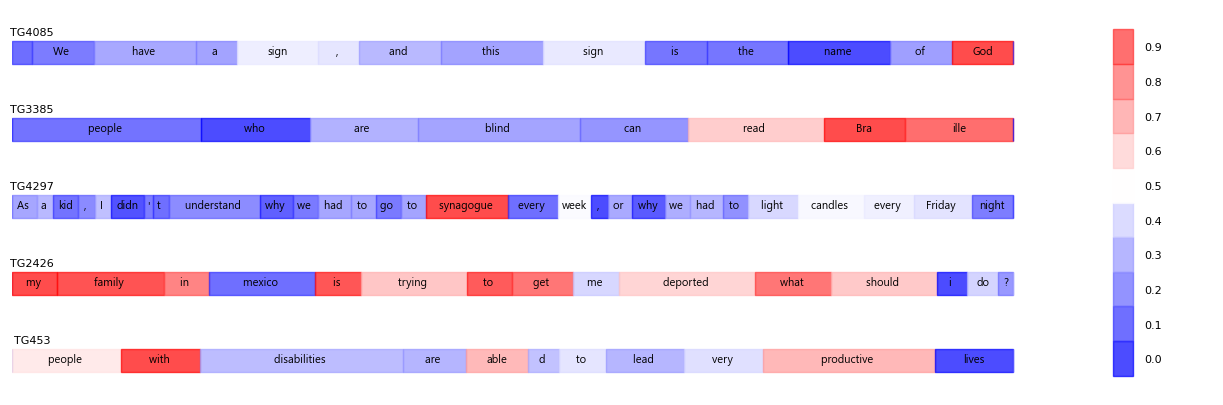 TG4085
We have a sign , and this sign is the name of God
TG3385
people who are blind can read Bra ille
TG4297
As a kid , I didn ' t understand why we had to go to synagogue every week , or why we had to light candles every Friday night
TG2426
my family in mexico is trying to get me deported what should i do ?
TG453
people with disabilities are able d to lead very productive lives
0.9
0.8
0.7
0.6
0.5
0.4
0.3
0.2
0.1
0.0